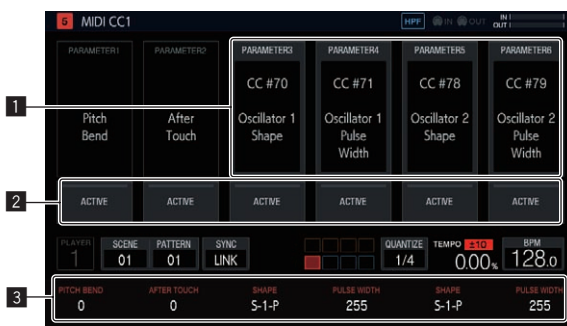 5 MIDI CC1 HPF IN OUT IN OUT
PARAMETER1 PARAMETER2 PARAMETER3 PARAMETER4 PARAMETER5 PARAMETER6
CC #70 CC #71 CC #78 CC #79
1
Pitch Bend
After Touch
Oscillator 1 Shape
Oscillator 1 Pulse Width
Oscillator 2 Shape
Oscillator 2 Pulse Width
2 ACTIVE ACTIVE ACTIVE ACTIVE ACTIVE ACTIVE
PLAYER SCENE PATTERN SYNC QUANTIZE TEMPO ±10 BPM
1 01 01 LINK 1/4 0.00% 128.0
3
PITCH BEND AFTER TOUCH SHAPE PULSE WIDTH SHAPE PULSE WIDTH
0 0 S-1-P 255 S-1-P 255